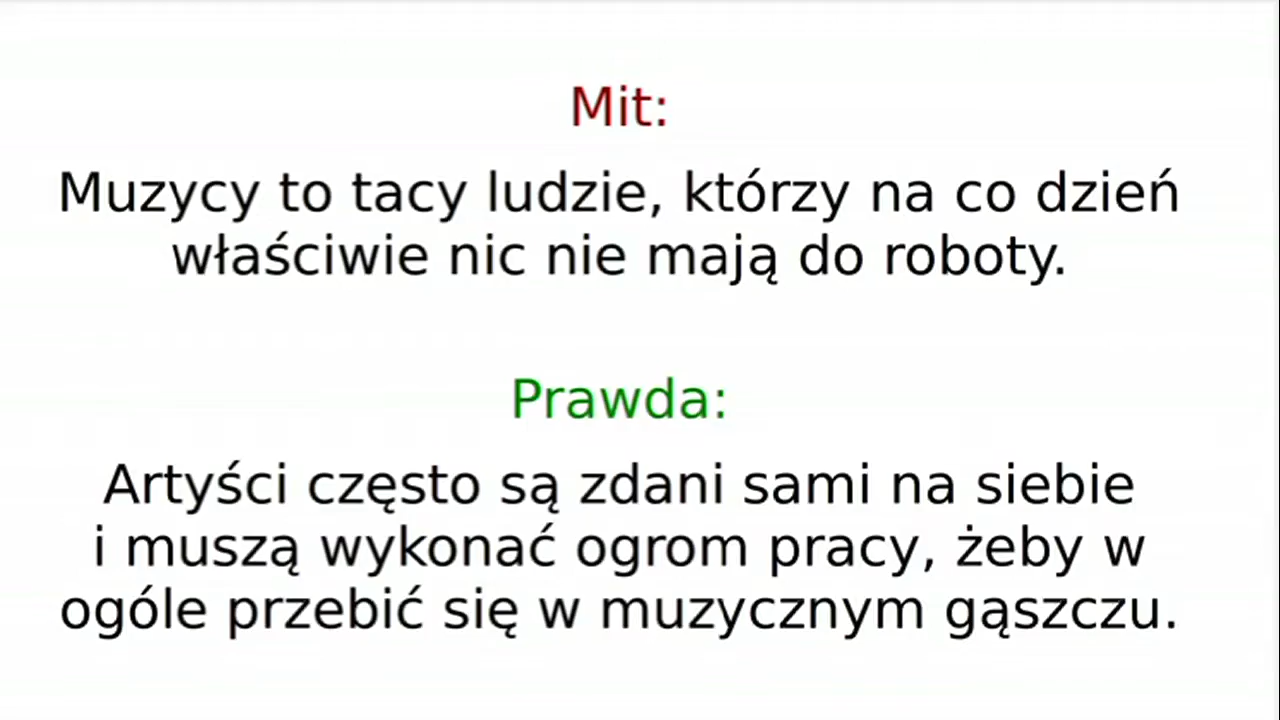 Mit:
Muzycy to tacy ludzie, którzy na co dzień
właściwie nic nie mają do roboty.
Prawda:
Artyści często są zdani sami na siebie
i muszą wykonać ogrom pracy, żeby w
ogóle przebić się w muzycznym gąszczu.